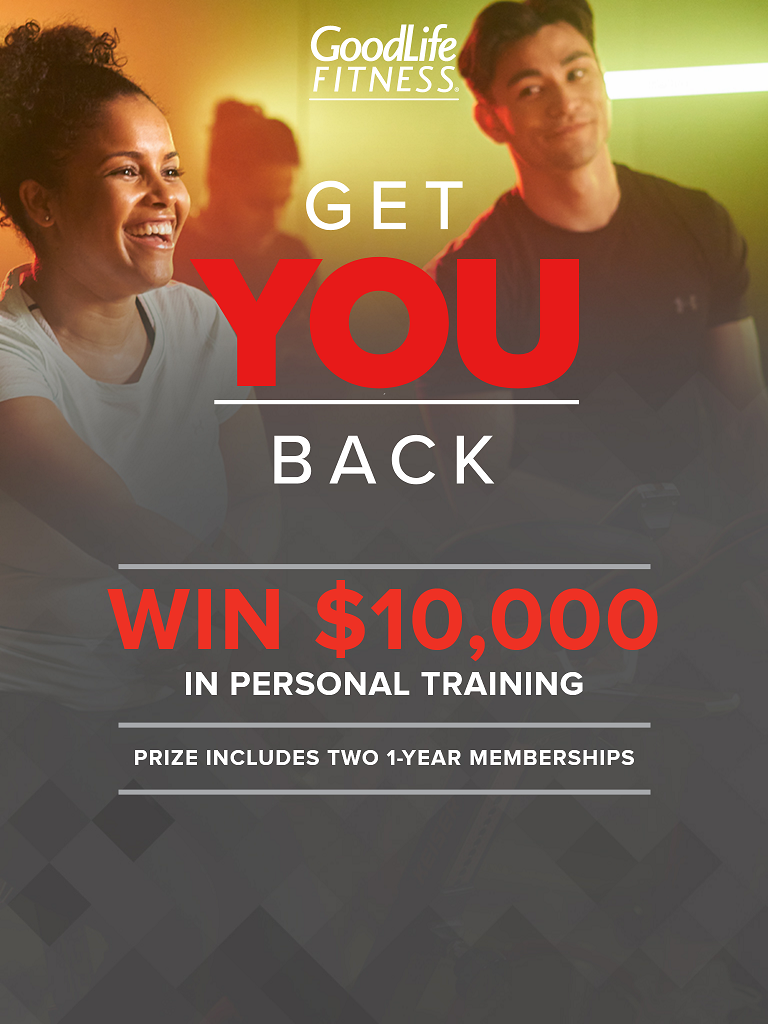 GoodLife
FITNESS®
GET
YOU
BACK
WIN $10,000
IN PERSONAL TRAINING
PRIZE INCLUDES TWO 1-YEAR MEMBERSHIPS